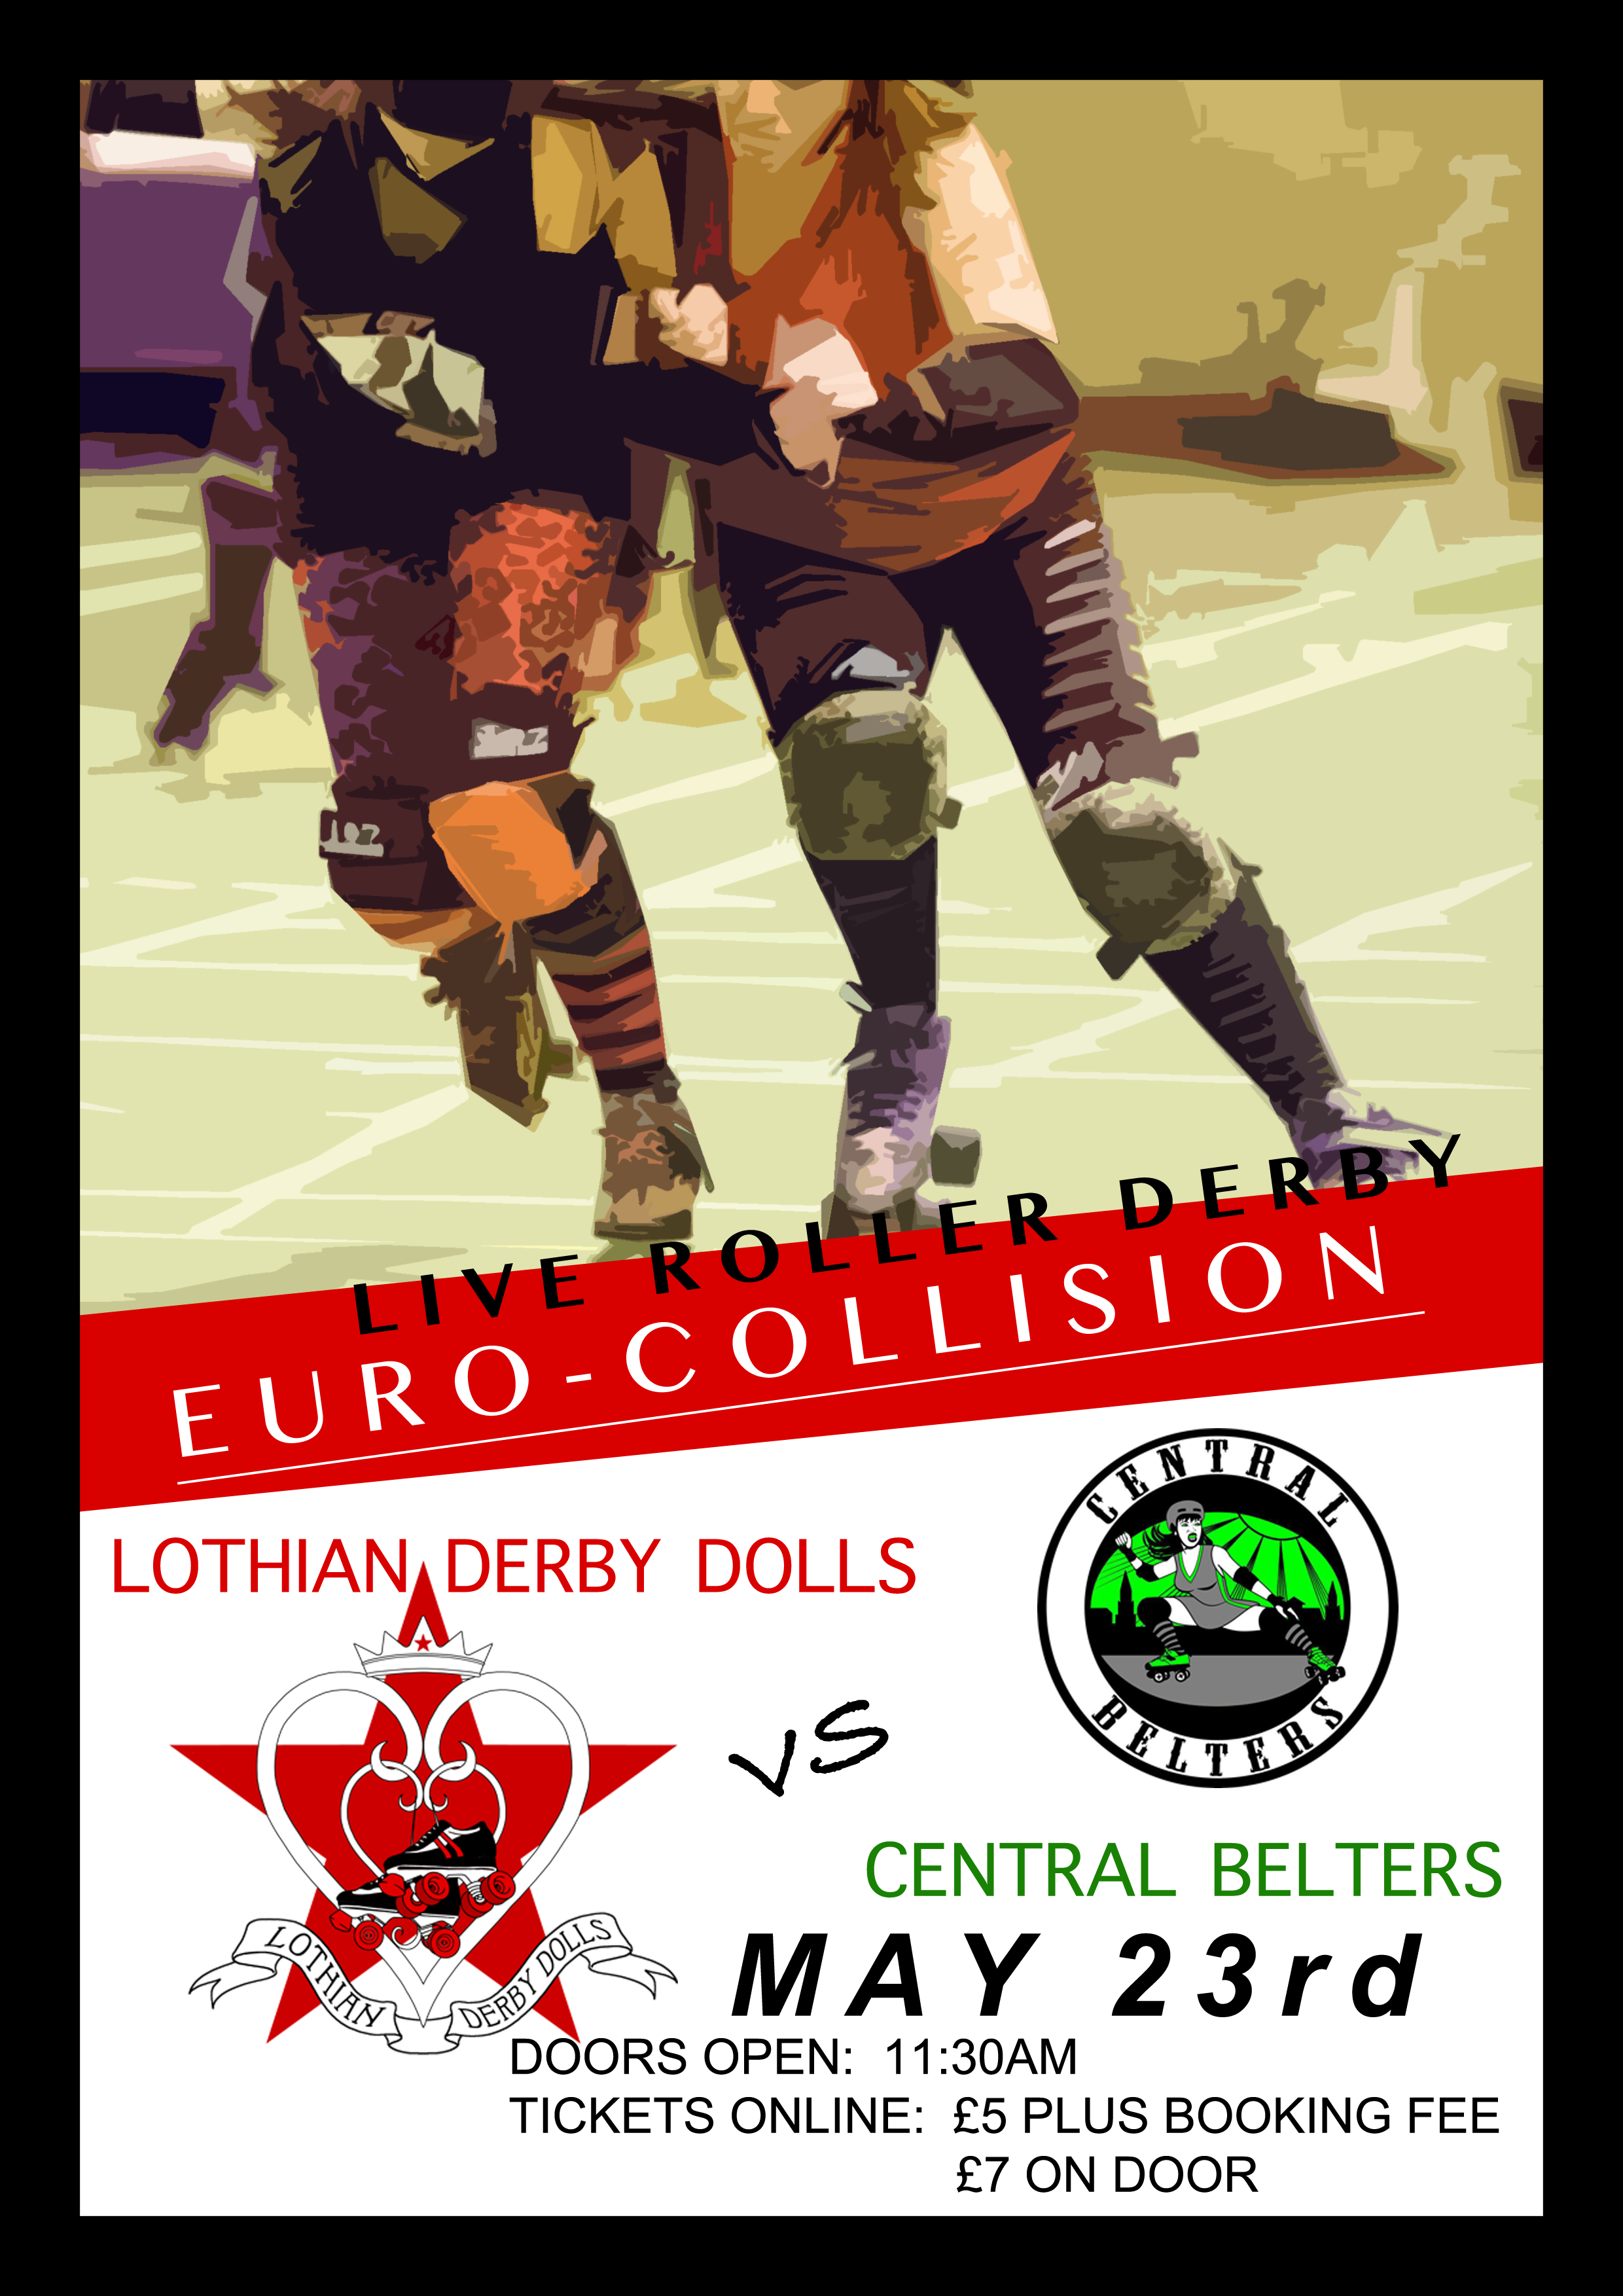 LIVE ROLLER DERBY
EURO-COLLISION
LOTHIAN DERBY DOLLS
CENTRAL
BELTERS
VS
LOTHIAN DERBY DOLLS
CENTRAL BELTERS
MAY 23rd
DOORS OPEN: 11:30AM
TICKETS ONLINE: £5 PLUS BOOKING FEE
£7 ON DOOR